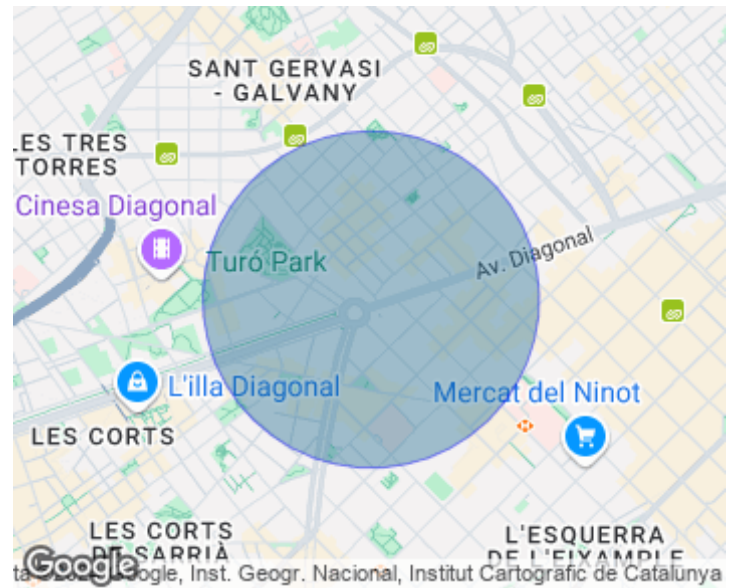 SANT GERVASI
- GALVANY
LES TRES
TORRES
Cinesa Diagonal
Turó Park
Av. Diagonal
L'illa Diagonal
Mercat del Ninot
LES CORTS
LES CORTS
DE SARRIÀ
L'ESQUERRA
DE L'EIXAMPLE
Google
Google, Inst. Geogr. Nacional, Institut Cartogràfic de Catalunya